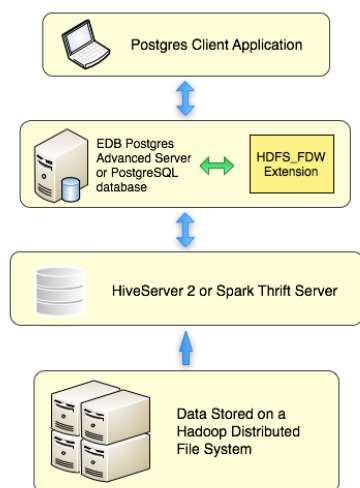 Postgres Client Application
EDB Postgres
Advanced Server
or PostgreSQL
database
HDFS_FDW
Extension
HiveServer 2 or Spark Thrift Server
Data Stored on a
Hadoop Distributed
File System